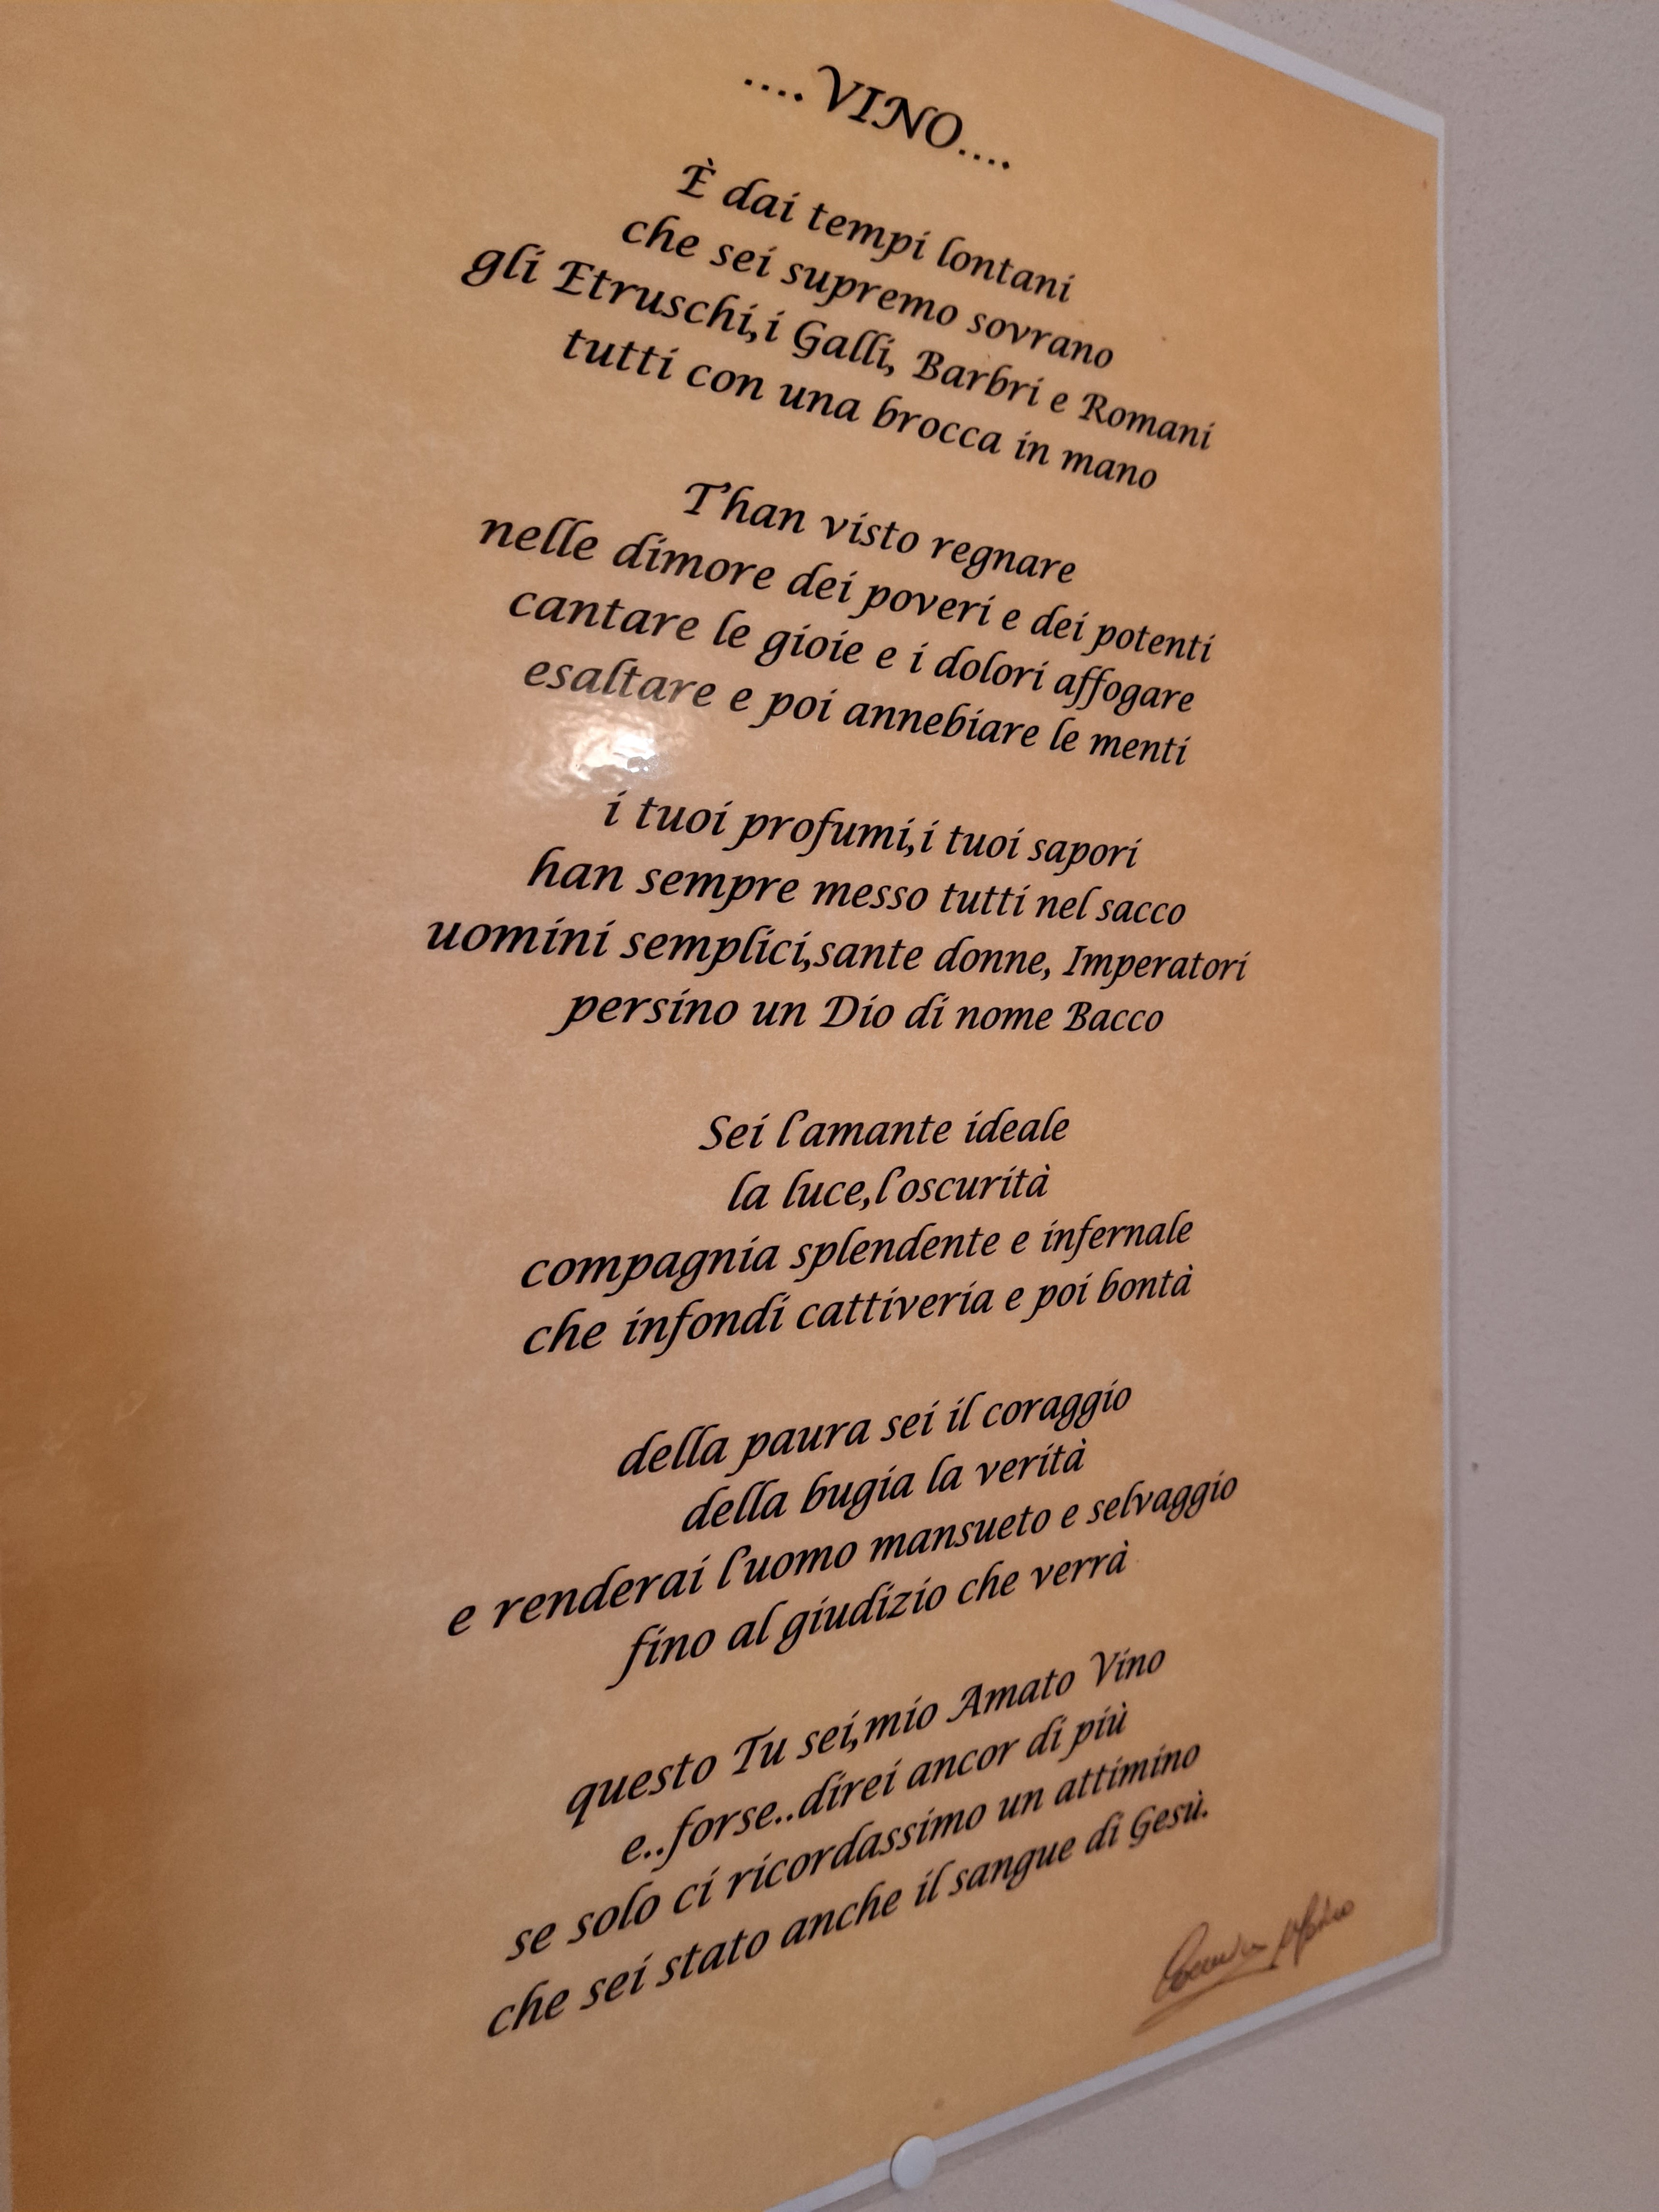 ....VINO....
È dai tempi lontani
che sei supremo sovrano
gli Etruschi,i Galli, Barbri e Romani
tutti con una brocca in mano
T'han visto regnare
nelle dimore dei poveri e dei potenti
cantare le gioie e i dolori affogare
esaltare e poi annebiare le menti
i tuoi profumi,i tuoi sapori
han sempre messo tutti nel sacco
uomini semplici,sante donne, Imperatori
persino un Dio di nome Bacco
Sei l'amante ideale
la luce,l'oscurità
compagnia splendente e infernale
che infondi cattiveria e poi bontà
della paura sei il coraggio
della bugia la verità
e renderai l'uomo mansueto e selvaggio
fino al giudizio che verrà
questo Tu sei,mio Amato Vino
e..forse..direi ancor di più
se solo ci ricordassimo un attimino
che sei stato anche il sangue di Gesù.